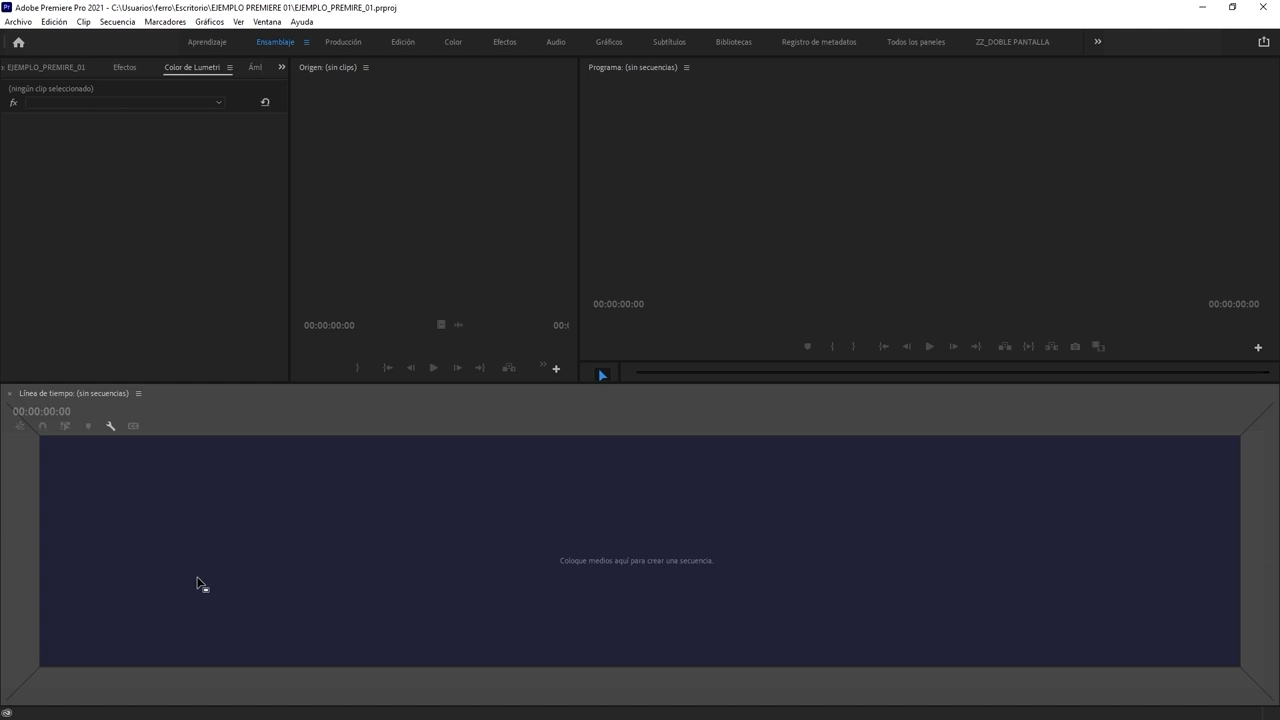 Adobe Premiere Pro 2021 - C:\Usuarios\ferro\Escritorio\EJEMPLO PREMIERE 01\EJEMPLO_PREMIRE_01.prproj
Archivo Edición Clip Secuencia Marcadores Gráficos Ver Ventana Ayuda
Aprendizaje Ensamblaje Producción Edición Color Efectos Audio Gráficos Subtítulos Bibliotecas Registro de metadatos Todos los paneles ZZ_DOBLE PANTALLA
: EJEMPLO_PREMIRE_01 Efectos Color de Lumetri Origen: (sin clips) Programa: (sin secuencias)
(ningún clip seleccionado)
fx
00:00:00:00 00:00:00:00
00:00:00:00 00:
Línea de tiempo: (sin secuencias)
00:00:00:00
Coloque medios aquí para crear una secuencia.